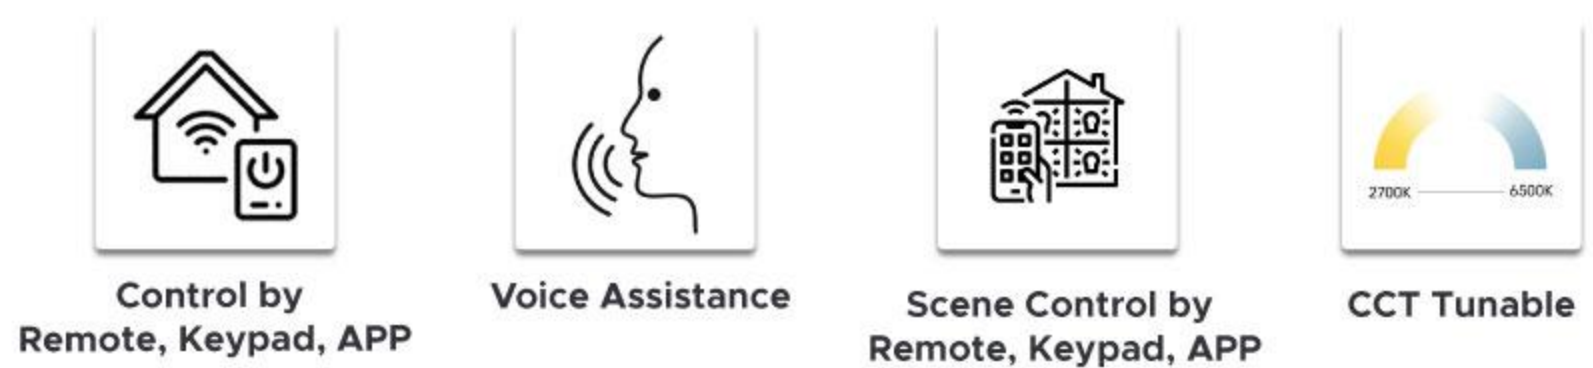 Control by
Remote, Keypad, APP
Voice Assistance
Scene Control by
Remote, Keypad, APP
2700K
6500K
CCT Tunable